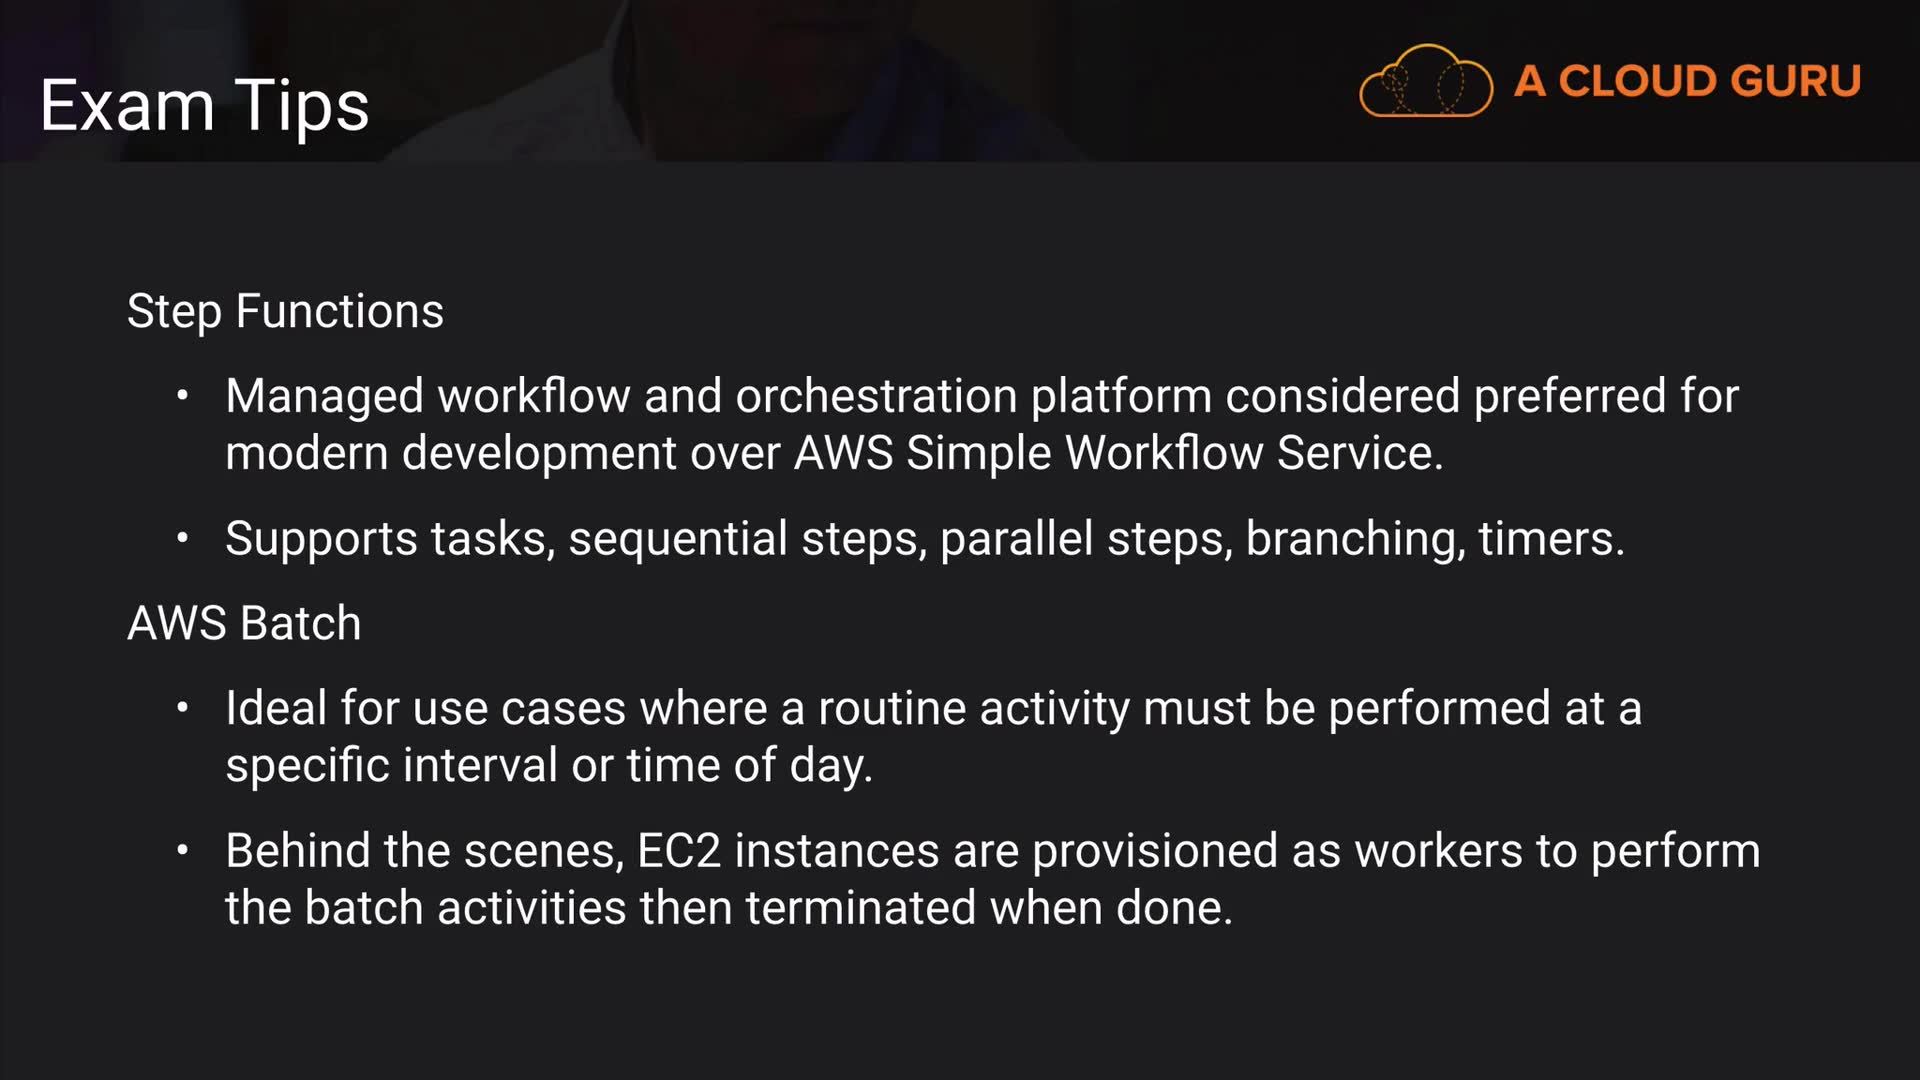 Exam Tips
A CLOUD GURU
Step Functions
• Managed workflow and orchestration platform considered preferred for
modern development over AWS Simple Workflow Service.
• Supports tasks, sequential steps, parallel steps, branching, timers.
AWS Batch
• Ideal for use cases where a routine activity must be performed at a
specific interval or time of day.
• Behind the scenes, EC2 instances are provisioned as workers to perform
the batch activities then terminated when done.